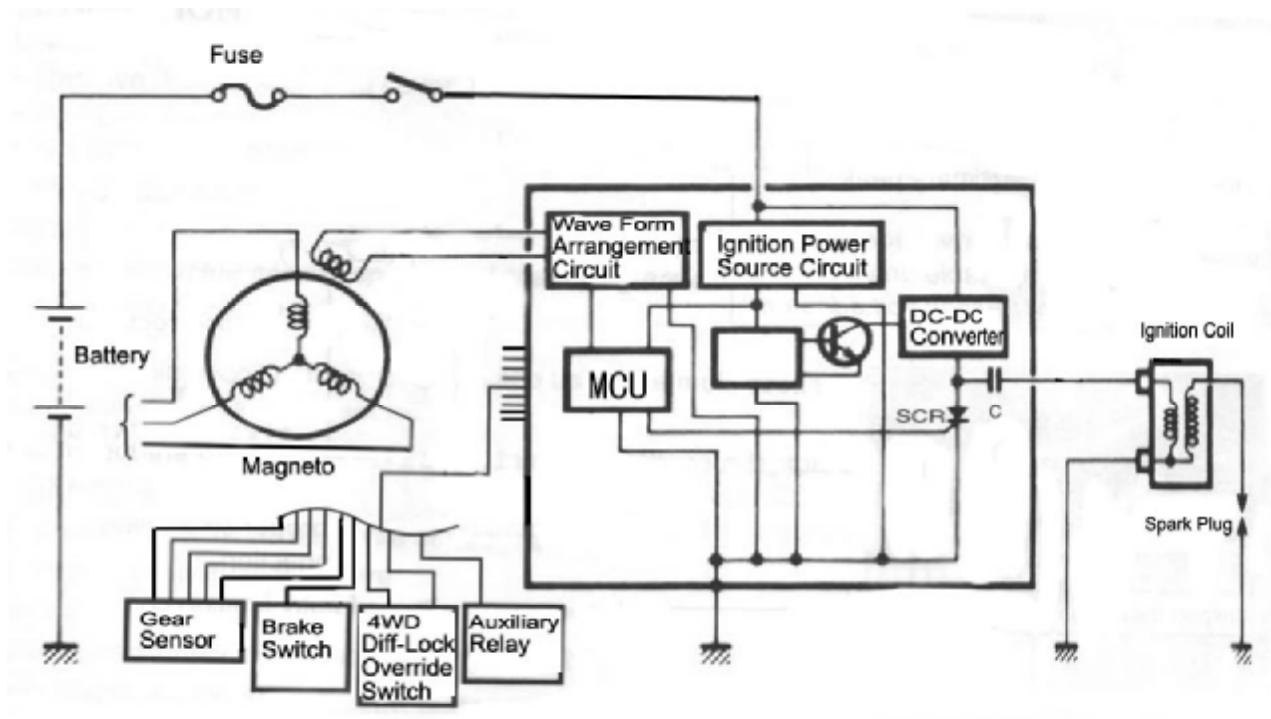 Fuse
Wave Form
Arrangement
Circuit
Ignition Power
Source Circuit
DC-DC
Converter
Ignition Coil
Battery
MCU
SCR
C
Magneto
Spark Plug
Gear
Sensor
Brake
Switch
4WD
Diff-Lock
Override
Switch
Auxiliary
Relay